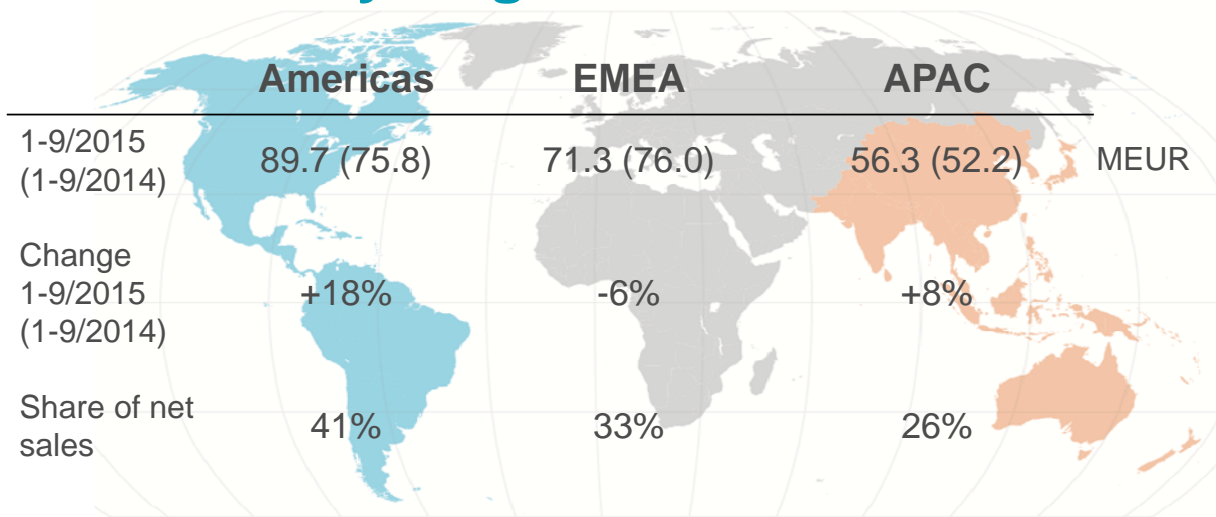 Americas EMEA APAC
1-9/2015
(1-9/2014)
89.7 (75.8) 71.3 (76.0) 56.3 (52.2) MEUR
Change
1-9/2015
(1-9/2014)
+18% -6% +8%
Share of net
sales
41% 33% 26%